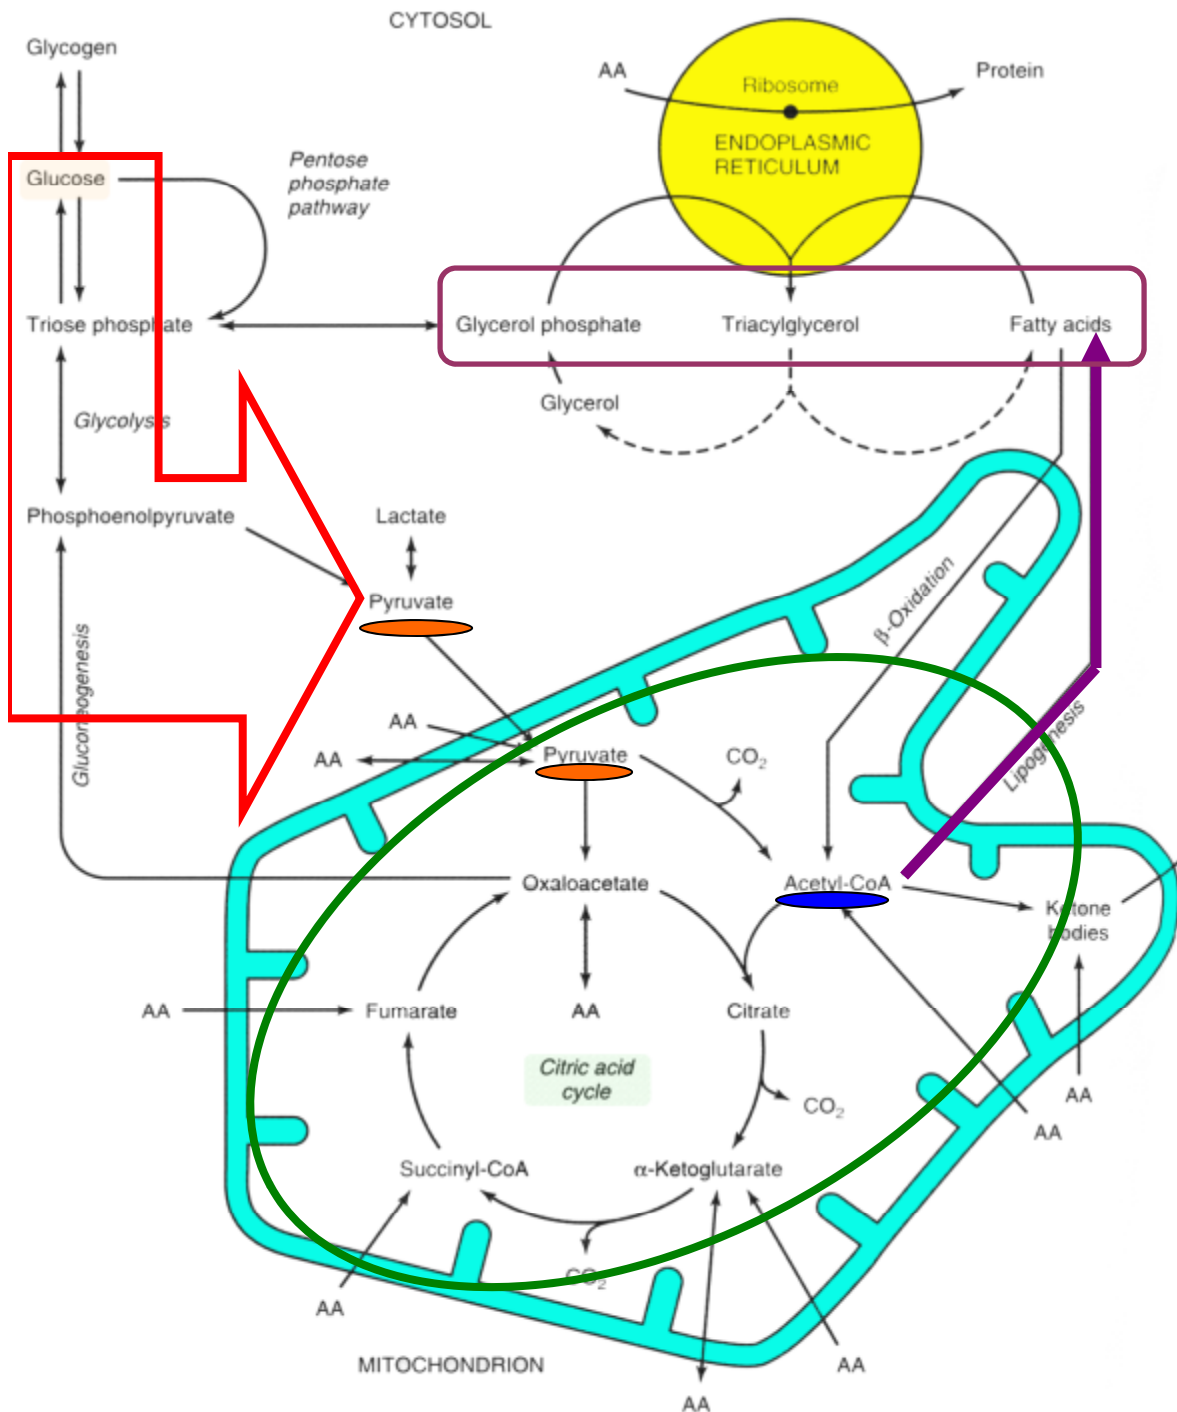 CYTOSOL
Glycogen
AA
Ribosome
Protein
ENDOPLASMIC
RETICULUM
Glucose
Pentose
phosphate
pathway
Triose phosphate
Glycerol phosphate
Triacylglycerol
Fatty acids
Glycerol
Glycolysis
Phosphoenolpyruvate
Lactate
Pyruvate
β-Oxidation
Gluconeogenesis
AA
AA
Pyruvate
CO2
Lipogenesis
Oxaloacetate
Acetyl-CoA
Ketone
bodies
AA
Fumarate
AA
Citrate
Citric acid
cycle
CO2
AA
AA
Succinyl-CoA
α-Ketoglutarate
CO2
AA
MITOCHONDRION
AA
AA